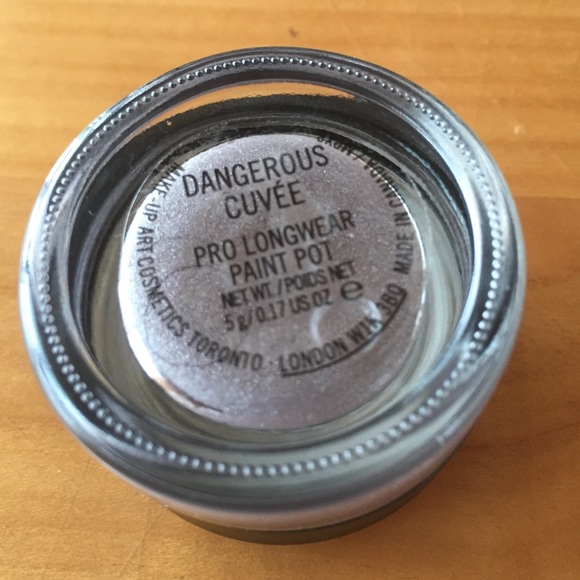 DANGEROUS
CUVÉE
PRO LONGWEAR
PAINT POT
NET WT./POIDS NET
5 g/0.17 US OZ e
MAKE-UP ART COSMETICS TORONTO · LONDON W1K 3BQ MADE IN